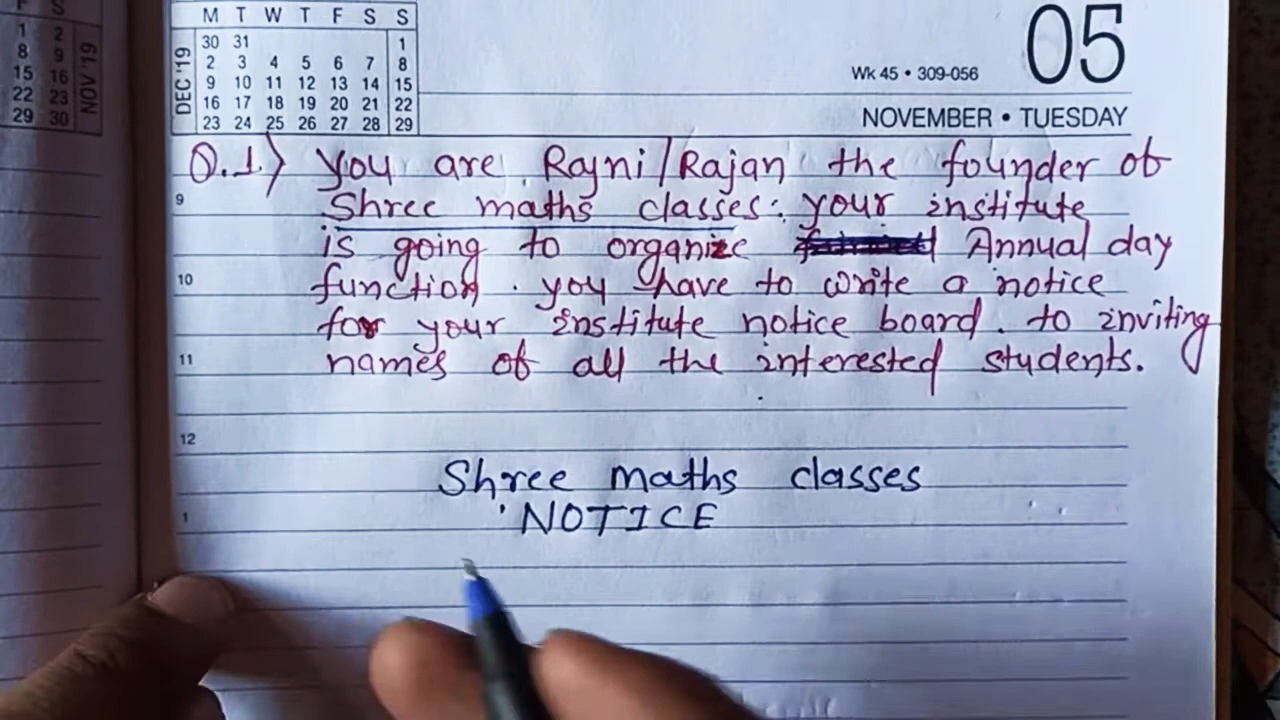 F S
1 2
8 9
15 16
22 23
29 30
NOV '19
DEC '19
M T W T F S S
30 31 1
2 3 4 5 6 7 8
9 10 11 12 13 14 15
16 17 18 19 20 21 22
23 24 25 26 27 28 29
05
Wk 45 • 309-056
NOVEMBER • TUESDAY
Q.1.) You are Rajni/Rajan the founder of
9
Shree maths classes. your institute
is going to organize Annual day
10
function. you have to write a notice
for your institute notice board. to inviting
11
names of all the interested students.
12
Shree maths classes
1
NOTICE